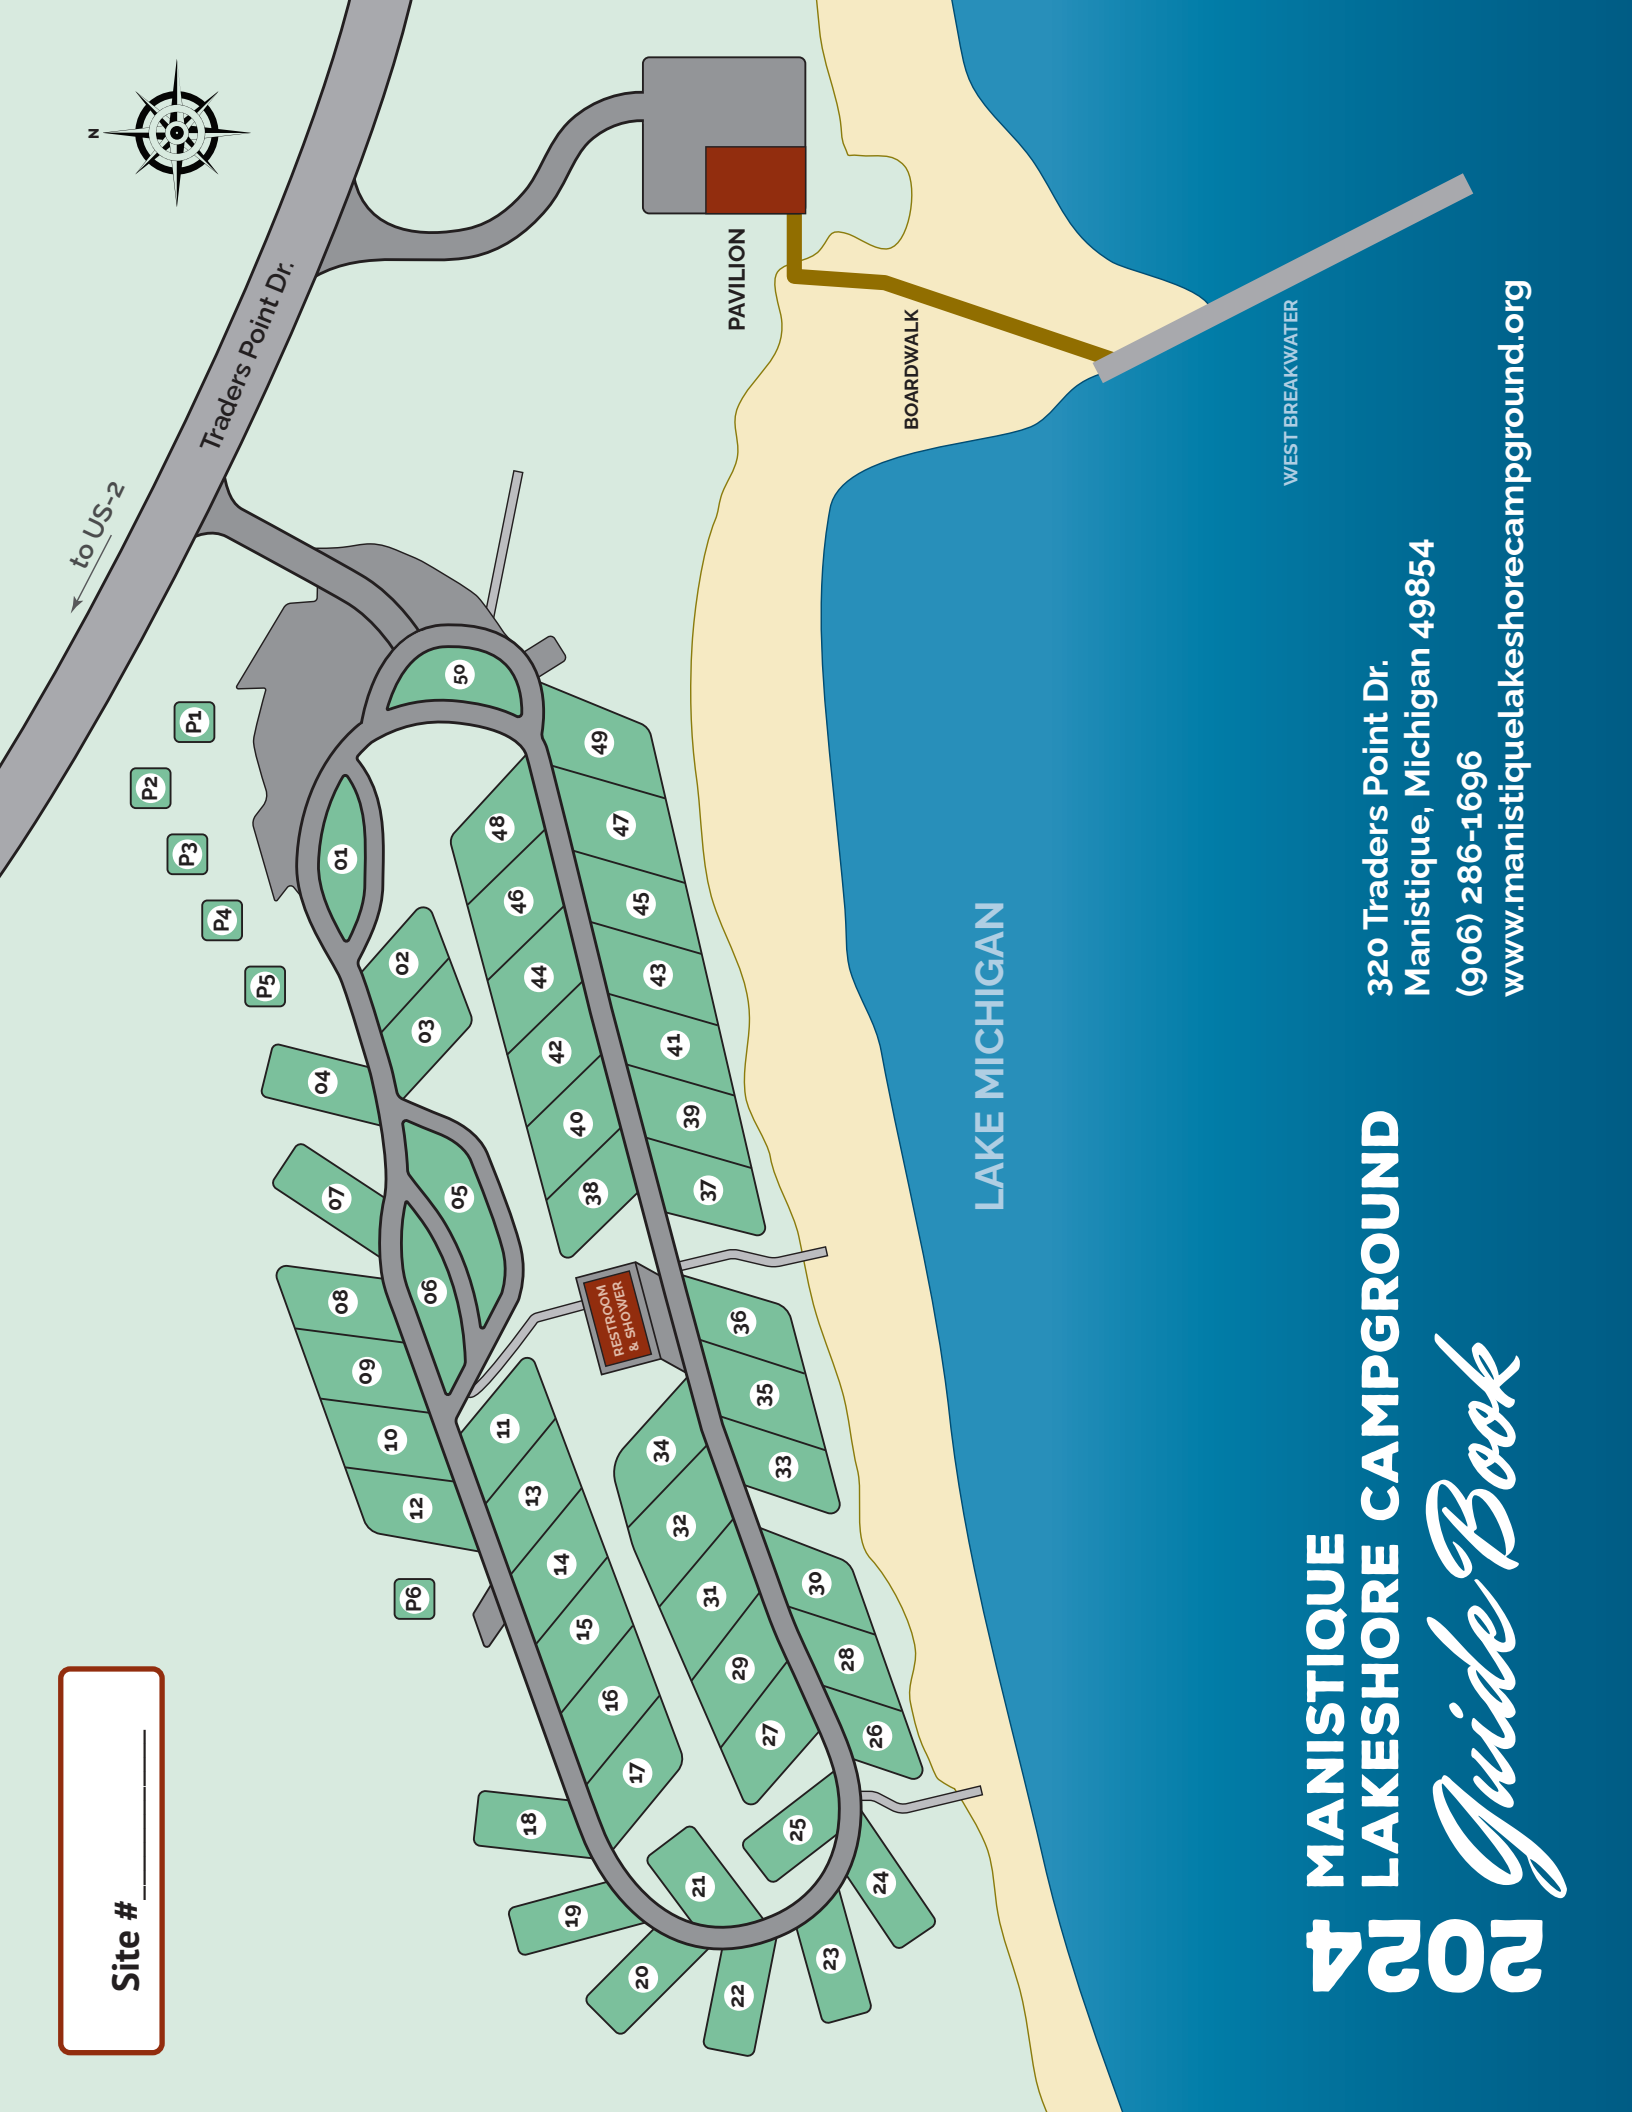 Site # ________
to US-2
Traders Point Dr.
N
P1
P2
P3
P4
P5
P6
01
02
03
04
05
06
07
08
09
10
11
12
13
14
15
16
17
18
19
20
21
22
23
24
25
26
27
28
29
30
31
32
33
34
35
36
37
38
39
40
41
42
43
44
45
46
47
48
49
50
RESTROOM
& SHOWER
PAVILION
BOARDWALK
WEST BREAKWATER
LAKE MICHIGAN
2024
MANISTIQUE
LAKESHORE CAMPGROUND
Guide Book
320 Traders Point Dr.
Manistique, Michigan 49854
(906) 286-1696
www.manistiquelakeshorecampground.org